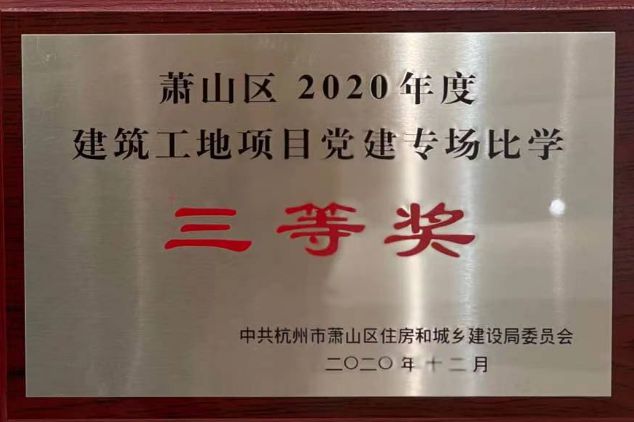 萧山区 2020年度
建筑工地项目党建专场比学
三等奖
中共杭州市萧山区住房和城乡建设局委员会
二〇二〇年十二月